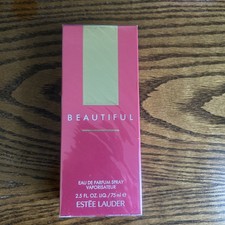 BEAUTIFUL
EAU DE PARFUM SPRAY
VAPORISATEUR
2.5 FL. OZ. LIQ./75 ml ℮
ESTĒE LAUDER